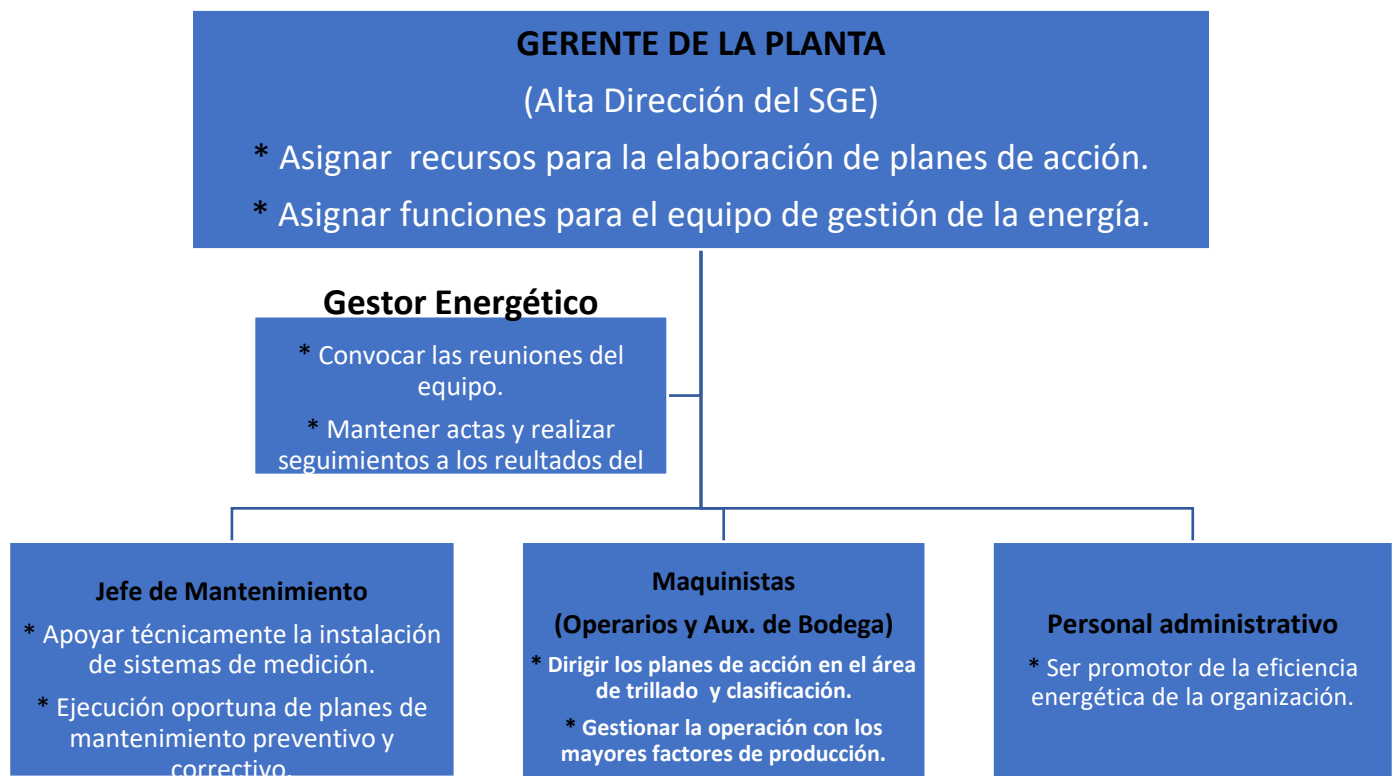 GERENTE DE LA PLANTA
(Alta Dirección del SGE)
* Asignar  recursos para la elaboración de planes de acción.
* Asignar funciones para el equipo de gestión de la energía.
Gestor Energético
* Convocar las reuniones del
equipo.
* Mantener actas y realizar
seguimientos a los reultados del
Jefe de Mantenimiento
* Apoyar técnicamente la instalación
de sistemas de medición.
* Ejecución oportuna de planes de
mantenimiento preventivo y
correctivo.
Maquinistas
(Operarios y Aux. de Bodega)
* Dirigir los planes de acción en el área
de trillado  y clasificación.
* Gestionar la operación con los
mayores factores de producción.
Personal administrativo
* Ser promotor de la eficiencia
energética de la organización.